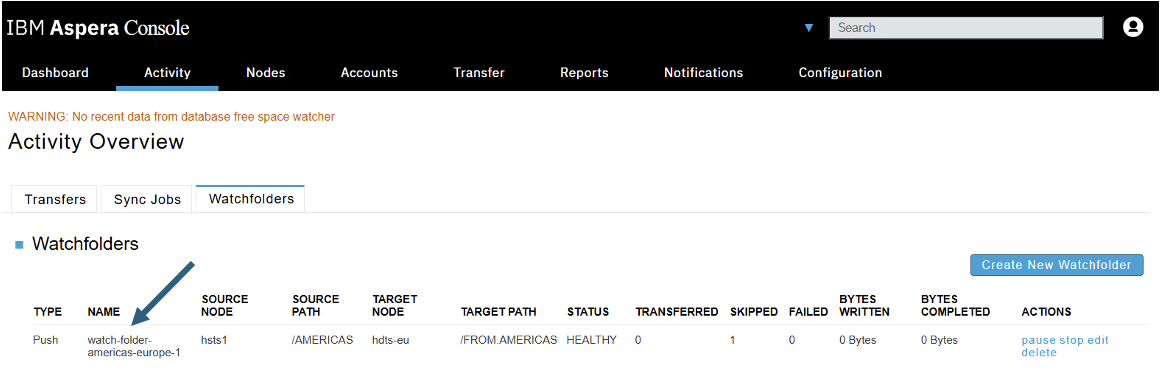 IBM Aspera Console
Search
Dashboard Activity Nodes Accounts Transfer Reports Notifications Configuration
WARNING: No recent data from database free space watcher
Activity Overview
Transfers Sync Jobs Watchfolders
Watchfolders
Create New Watchfolder
TYPE NAME SOURCE NODE SOURCE PATH TARGET NODE TARGET PATH STATUS TRANSFERRED SKIPPED FAILED BYTES WRITTEN BYTES COMPLETED ACTIONS
Push watch-folder- hsts1 /AMERICAS hdts-eu /FROM.AMERICAS HEALTHY 0 1 0 0 Bytes 0 Bytes pause stop edit
americas-europe-1 delete